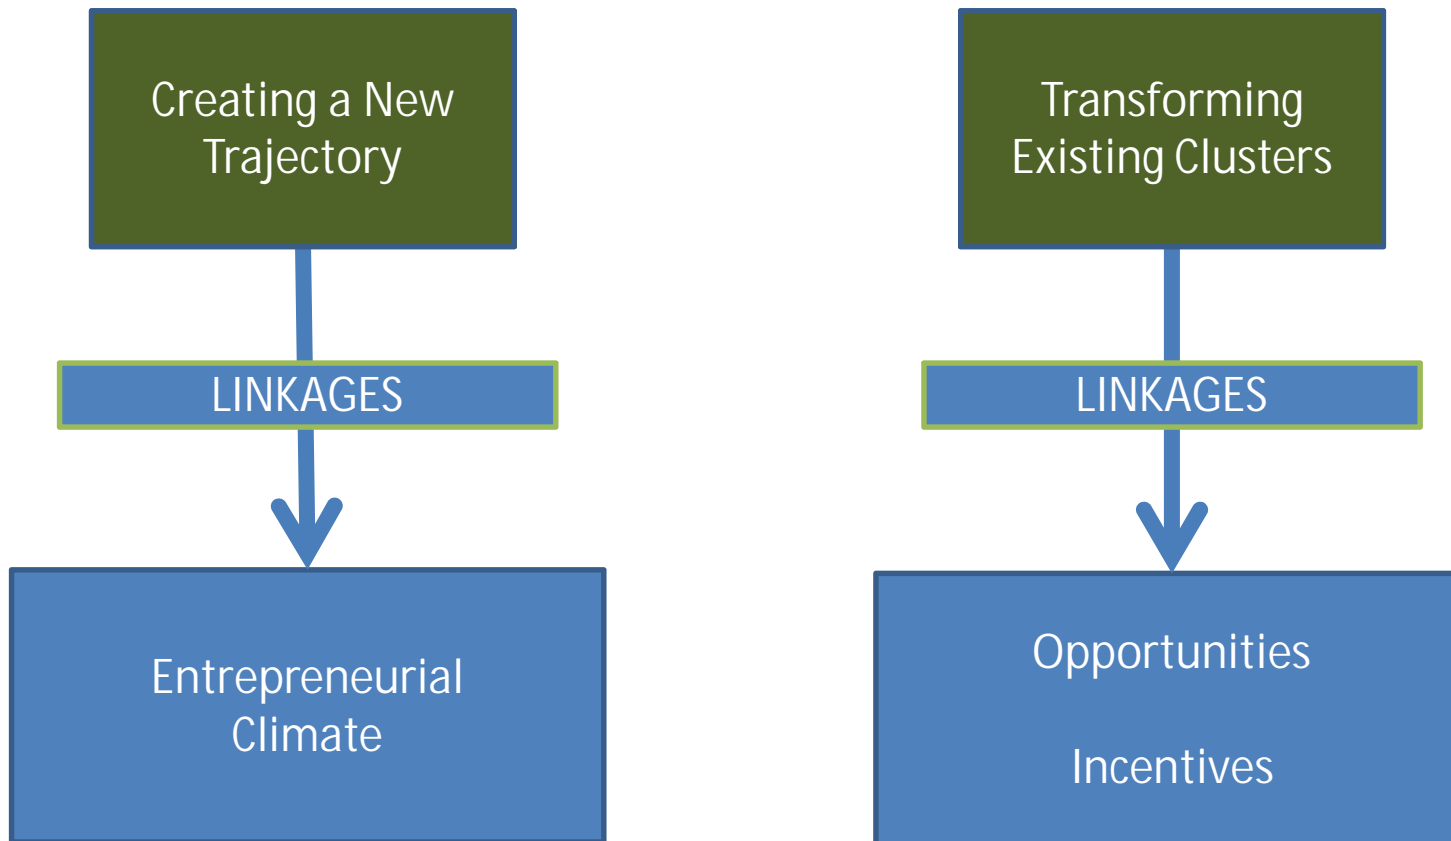 Creating a New
Trajectory
Transforming
Existing Clusters
LINKAGES
LINKAGES
Entrepreneurial
Climate
Opportunities
Incentives